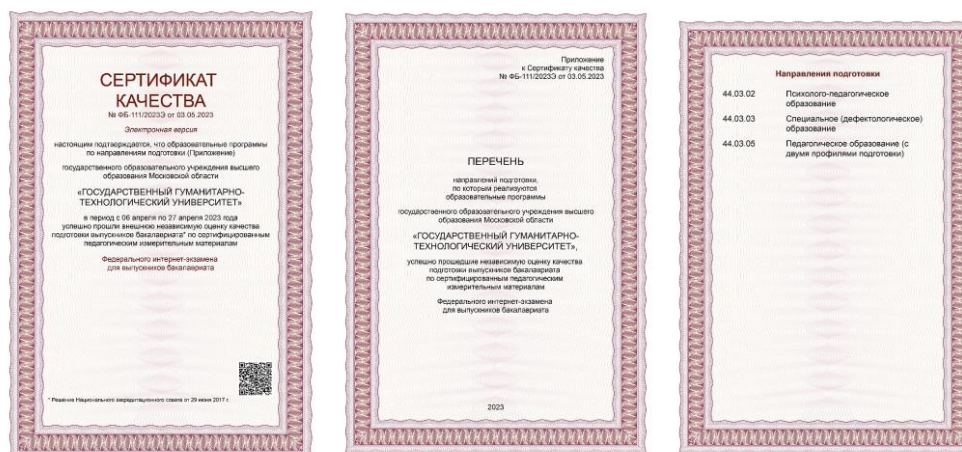 СЕРТИФИКАТ
КАЧЕСТВА
№ ФБ-111/2023Э от 03.05.2023
Электронная версия
настоящим подтверждается, что образовательные программы
по направлениям подготовки (Приложение)
государственного образовательного учреждения высшего
образования Московской области
«ГОСУДАРСТВЕННЫЙ ГУМАНИТАРНО-
ТЕХНОЛОГИЧЕСКИЙ УНИВЕРСИТЕТ»
в период с 06 апреля по 27 апреля 2023 года
успешно прошли внешнюю независимую оценку качества
подготовки выпускников бакалавриата* по сертифицированным
педагогическим измерительным материалам
Федерального интернет-экзамена
для выпускников бакалавриата
* Решение Национального аккредитационного совета от 29 июня 2017 г.
Приложение
к Сертификату качества
№ ФБ-111/2023Э от 03.05.2023
ПЕРЕЧЕНЬ
направлений подготовки,
по которым реализуются
образовательные программы
государственного образовательного учреждения высшего
образования Московской области
«ГОСУДАРСТВЕННЫЙ ГУМАНИТАРНО-
ТЕХНОЛОГИЧЕСКИЙ УНИВЕРСИТЕТ»,
успешно прошедшие независимую оценку качества
подготовки выпускников бакалавриата
по сертифицированным педагогическим
измерительным материалам
Федерального интернет-экзамена
для выпускников бакалавриата
2023
Направления подготовки
44.03.02 Психолого-педагогическое
образование
44.03.03 Специальное (дефектологическое)
образование
44.03.05 Педагогическое образование (с
двумя профилями подготовки)